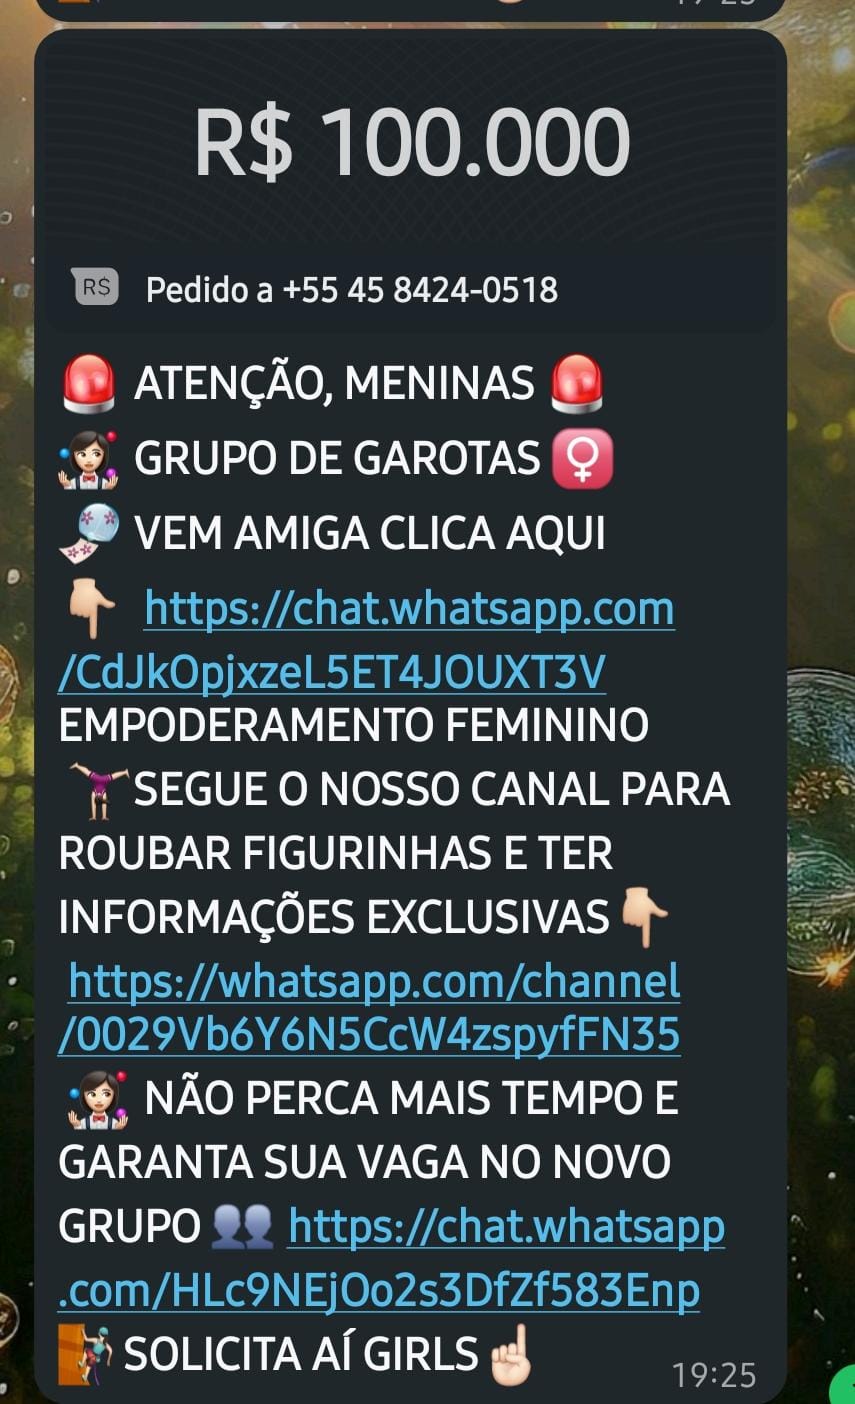 R$ 100.000
R$ Pedido a +55 45 8424-0518
🚨 ATENÇÃO, MENINAS 🚨
🤹🏻‍♀️ GRUPO DE GAROTAS 🚺
🎐 VEM AMIGA CLICA AQUI
👇🏻 https://chat.whatsapp.com
/CdJkOpjxzeL5ET4JOUXT3V
EMPODERAMENTO FEMININO
🤸🏻‍♀️SEGUE O NOSSO CANAL PARA
ROUBAR FIGURINHAS E TER
INFORMAÇÕES EXCLUSIVAS👇🏻
https://whatsapp.com/channel
/0029Vb6Y6N5CcW4zspyfFN35
🤹🏻‍♀️ NÃO PERCA MAIS TEMPO E
GARANTA SUA VAGA NO NOVO
GRUPO 👥 https://chat.whatsapp
.com/HLc9NEjOo2s3DfZf583Enp
🧗🏻‍♀️SOLICITA AÍ GIRLS☝🏻
19:25